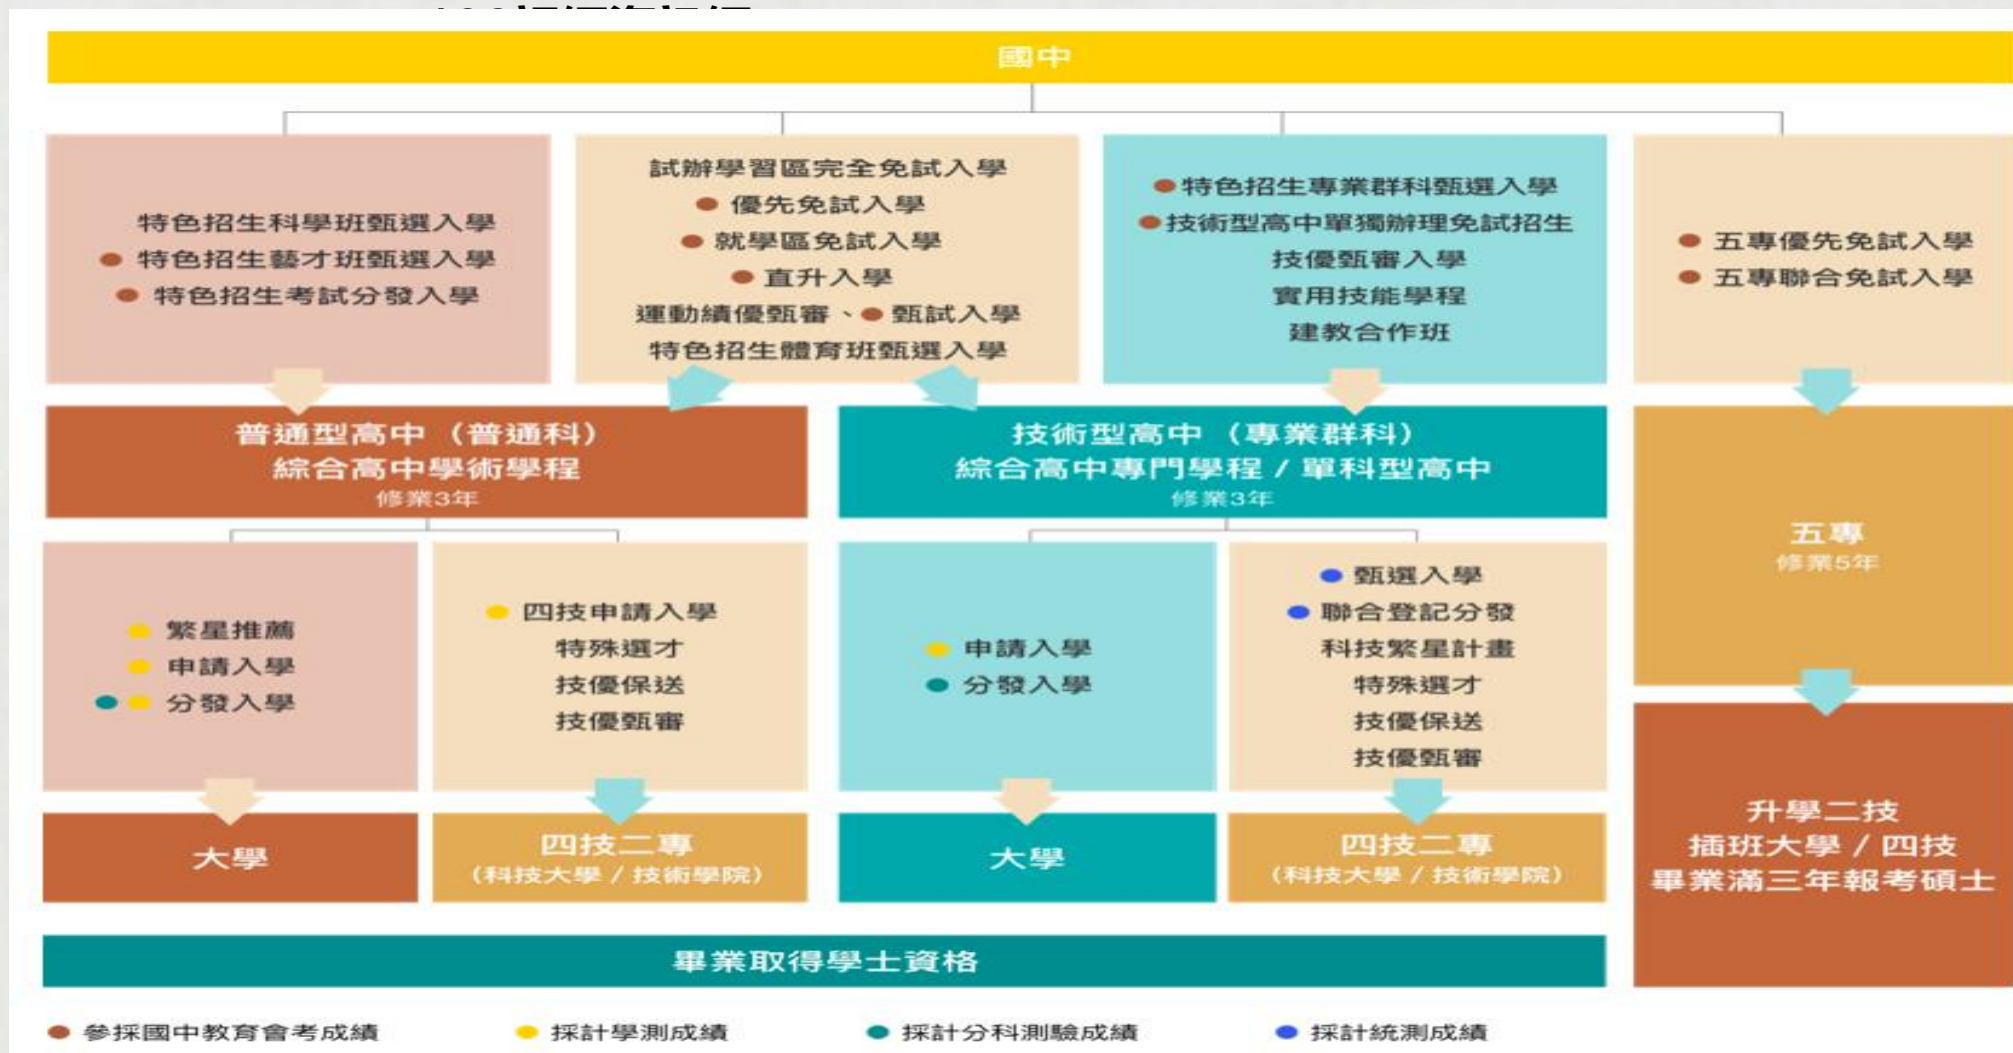 國中
特色招生科學班甄選入學
特色招生藝才班甄選入學
特色招生考試分發入學
試辦學習區完全免試入學
優先免試入學
就學區免試入學
直升入學
運動績優甄審、甄試入學
特色招生體育班甄選入學
特色招生專業群科甄選入學
技術型高中單獨辦理免試招生
技優甄審入學
實用技能學程
建教合作班
五專優先免試入學
五專聯合免試入學
普通型高中（普通科）
綜合高中學術學程
修業3年
技術型高中（專業群科）
綜合高中專門學程 / 單科型高中
修業3年
五專
修業5年
繁星推薦
申請入學
分發入學
四技申請入學
特殊選才
技優保送
技優甄審
申請入學
分發入學
甄選入學
聯合登記分發
科技繁星計畫
特殊選才
技優保送
技優甄審
大學
四技二專
（科技大學 / 技術學院）
大學
四技二專
（科技大學 / 技術學院）
升學二技
插班大學 / 四技
畢業滿三年報考碩士
畢業取得學士資格
參採國中教育會考成績
採計學測成績
採計分科測驗成績
採計統測成績